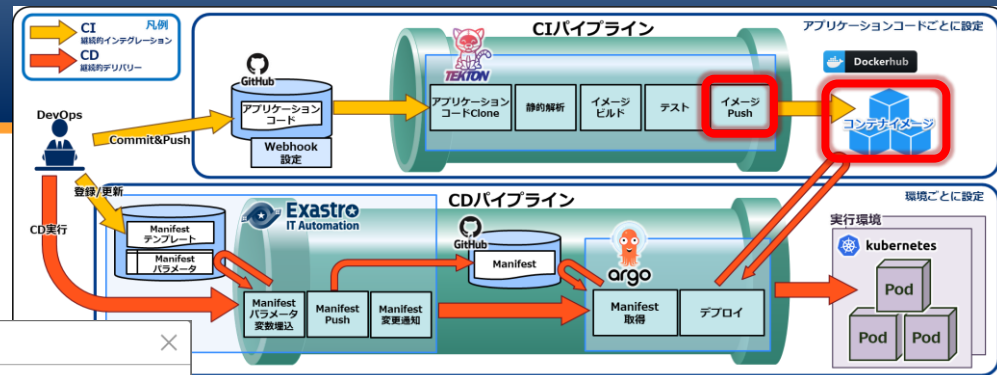 凡例
CI
継続的インテグレーション
CD
継続的デリバリー
CIパイプライン
アプリケーションコードごとに設定
TEKTON
Dockerhub
GitHub
アプリケーション
コード
Webhook
設定
アプリケーション
コードClone
静的解析
イメージ
ビルド
テスト
イメージ
Push
コンテナイメージ
DevOps
Commit&Push
登録/更新
CD実行
CDパイプライン
環境ごとに設定
Manifest
テンプレート
Manifest
パラメータ
Exastro
IT Automation
Manifest
パラメータ
変数埋込
Manifest
Push
Manifest
変更通知
GitHub
Manifest
argo
Manifest
取得
デプロイ
実行環境
kubernetes
Pod
Pod
Pod